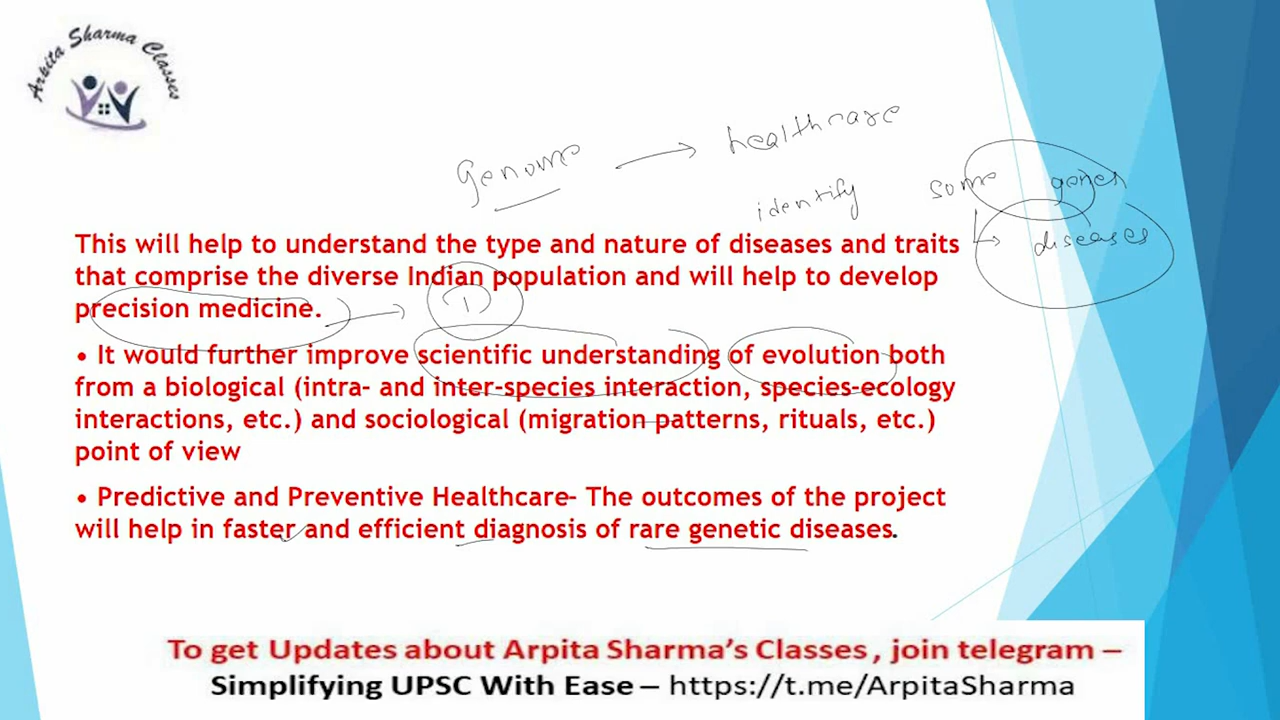 Arpita Sharma Classes
Genome → healthcare
identify some genes
↳ diseases
This will help to understand the type and nature of diseases and traits
that comprise the diverse Indian population and will help to develop
precision medicine. → 1
• It would further improve scientific understanding of evolution both
from a biological (intra- and inter-species interaction, species-ecology
interactions, etc.) and sociological (migration patterns, rituals, etc.)
point of view
• Predictive and Preventive Healthcare- The outcomes of the project
will help in faster and efficient diagnosis of rare genetic diseases.
To get Updates about Arpita Sharma's Classes , join telegram –
Simplifying UPSC With Ease – https://t.me/ArpitaSharma